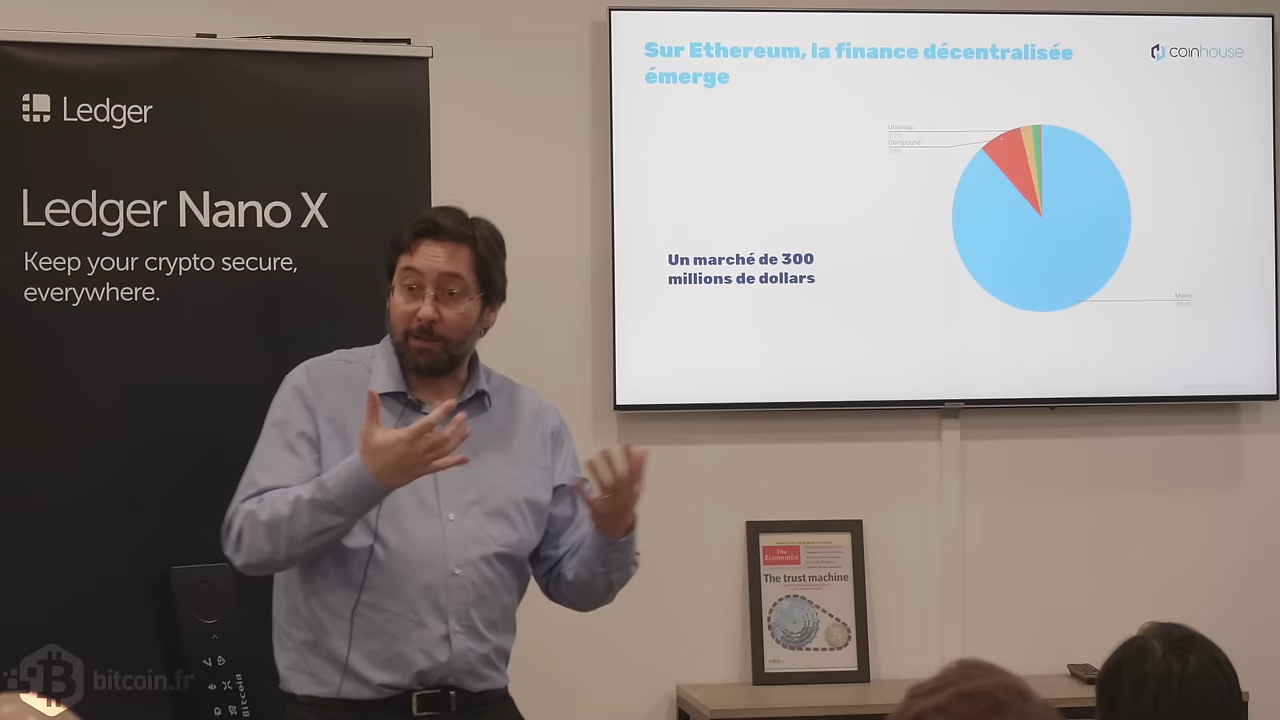 Ledger
Ledger Nano X
Keep your crypto secure,
everywhere.
Sur Ethereum, la finance décentralisée
émerge
coinhouse
Uniswap
Compound
Maker
Un marché de 300
millions de dollars
The
Economist
The trust machine
bitcoin.fr
Bitcoin